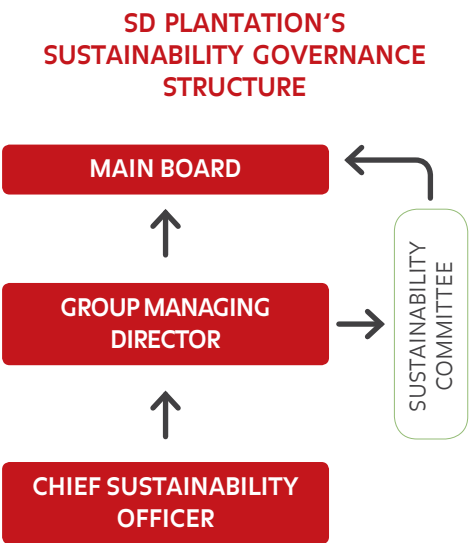 SD PLANTATION'S
SUSTAINABILITY GOVERNANCE
STRUCTURE
MAIN BOARD
GROUP MANAGING
DIRECTOR
SUSTAINABILITY
COMMITTEE
CHIEF SUSTAINABILITY
OFFICER